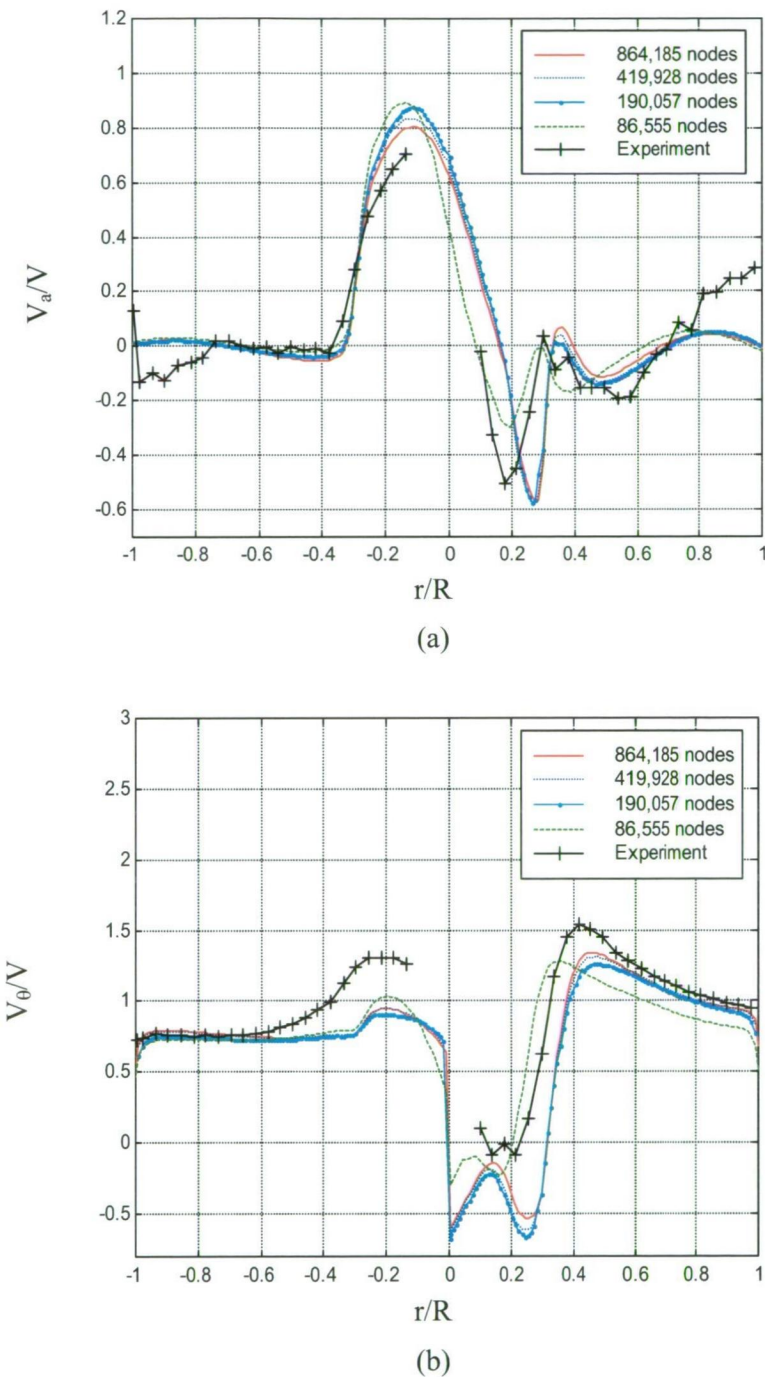 1.2
1
0.8
0.6
0.4
0.2
0
-0.2
-0.4
-0.6
Va/V
864,185 nodes
419,928 nodes
190,057 nodes
86,555 nodes
Experiment
-1 -0.8 -0.6 -0.4 -0.2 0 0.2 0.4 0.6 0.8 1
r/R
(a)
3
2.5
2
1.5
1
0.5
0
-0.5
Vθ/V
864,185 nodes
419,928 nodes
190,057 nodes
86,555 nodes
Experiment
-1 -0.8 -0.6 -0.4 -0.2 0 0.2 0.4 0.6 0.8 1
r/R
(b)